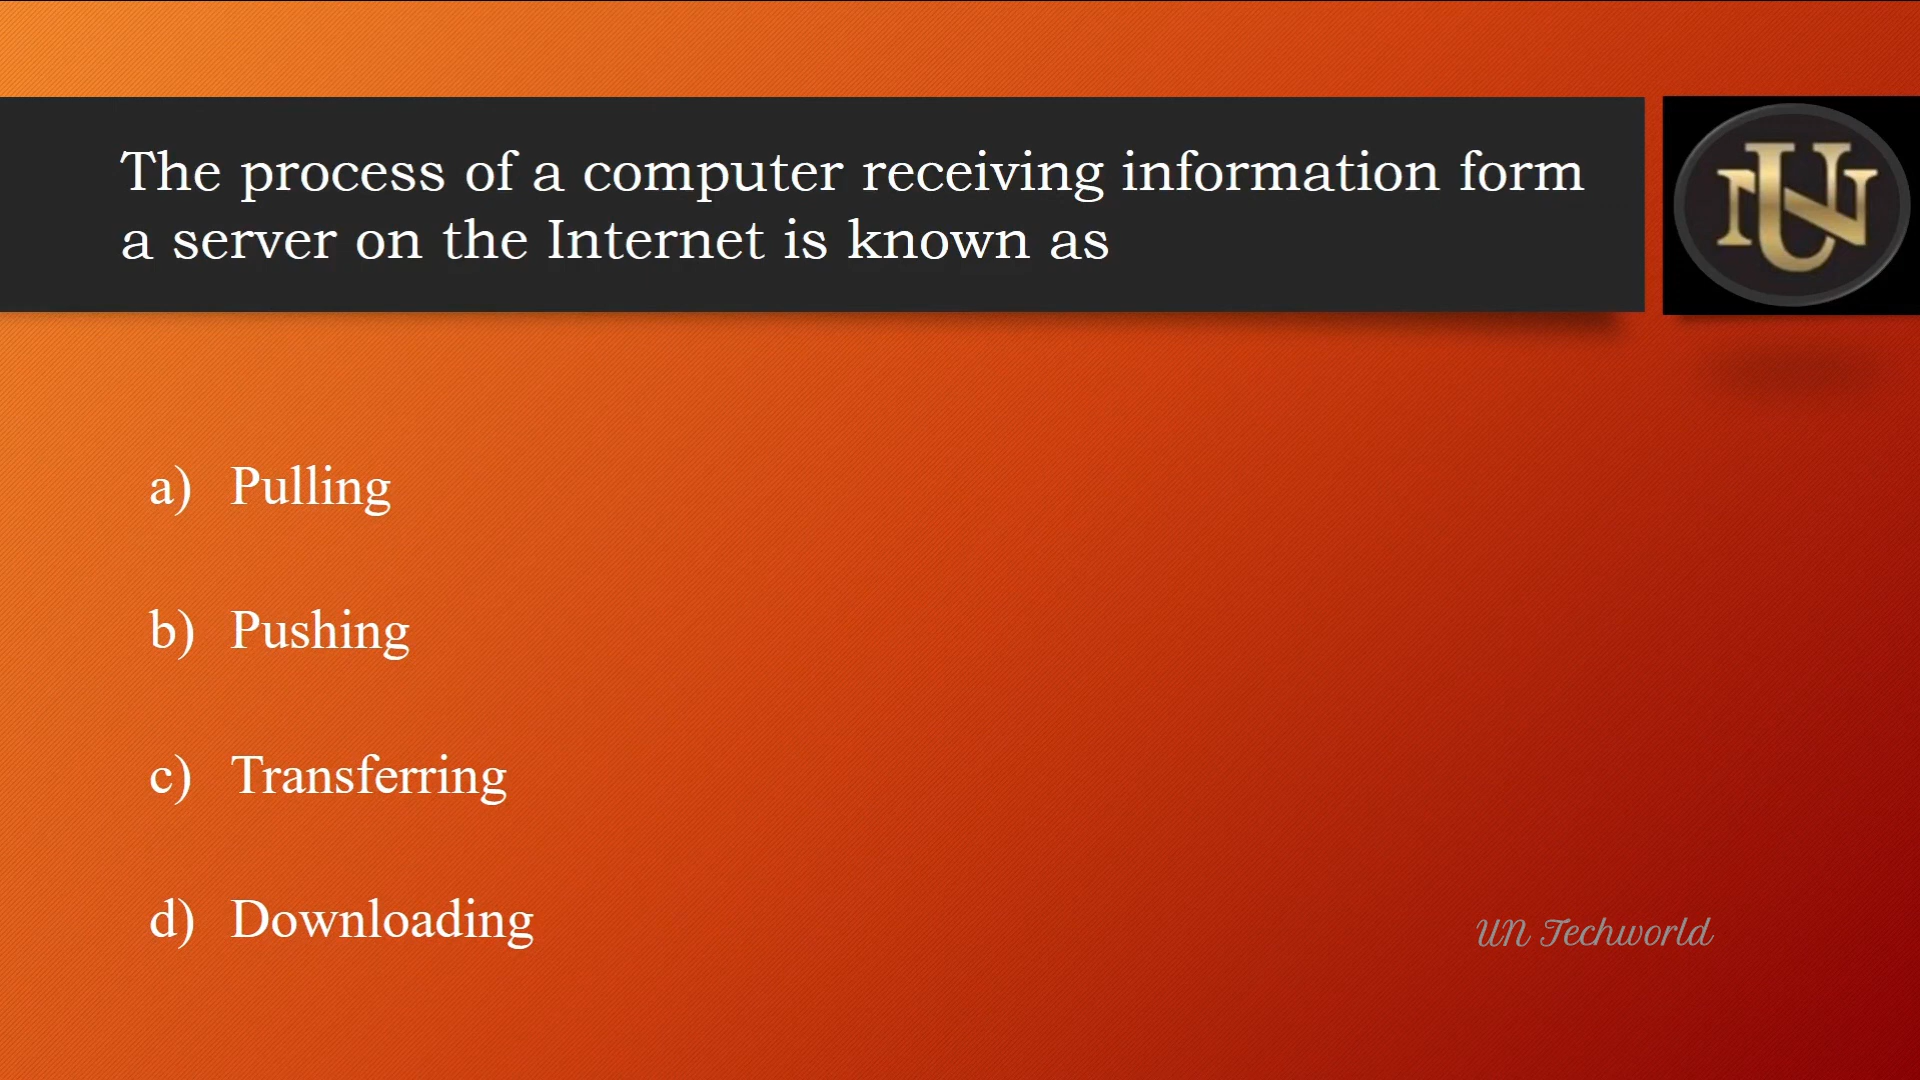 The process of a computer receiving information form
a server on the Internet is known as
UN
a) Pulling
b) Pushing
c) Transferring
d) Downloading
UN Techworld